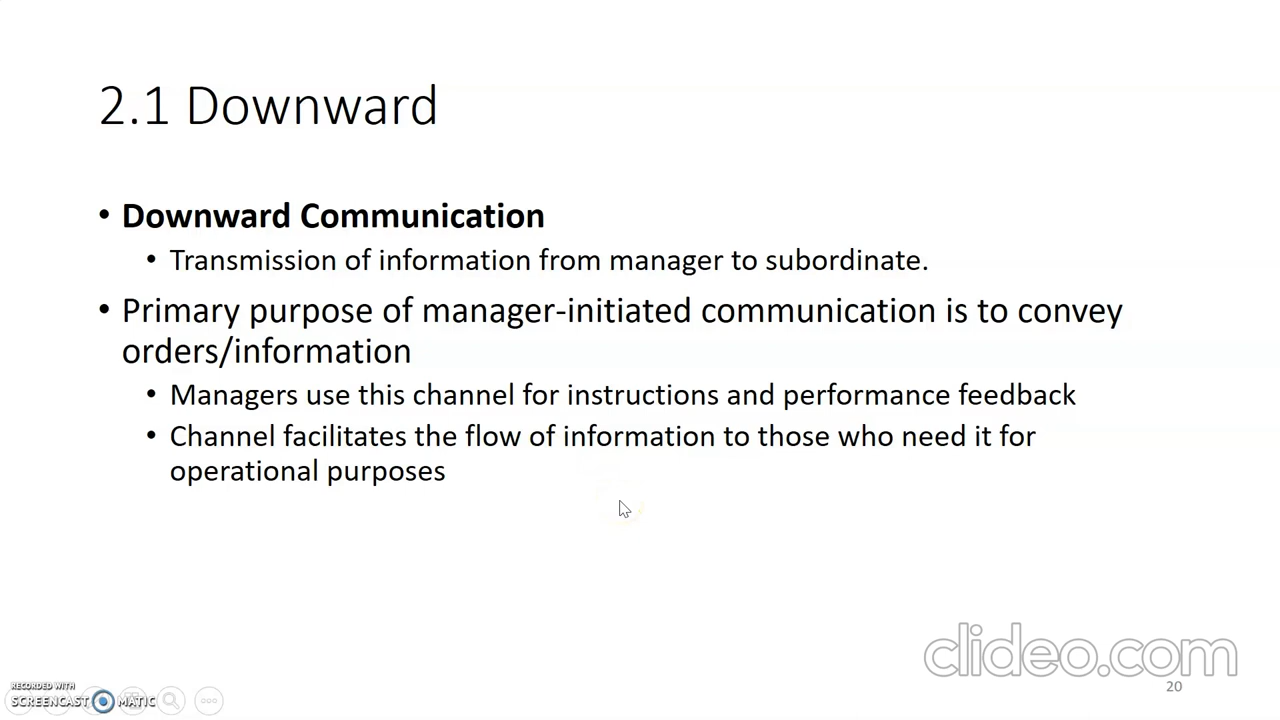 2.1 Downward
• Downward Communication
• Transmission of information from manager to subordinate.
• Primary purpose of manager-initiated communication is to convey
orders/information
• Managers use this channel for instructions and performance feedback
• Channel facilitates the flow of information to those who need it for
operational purposes
clideo.com
20
RECORDED WITH
SCREENCAST MATIC